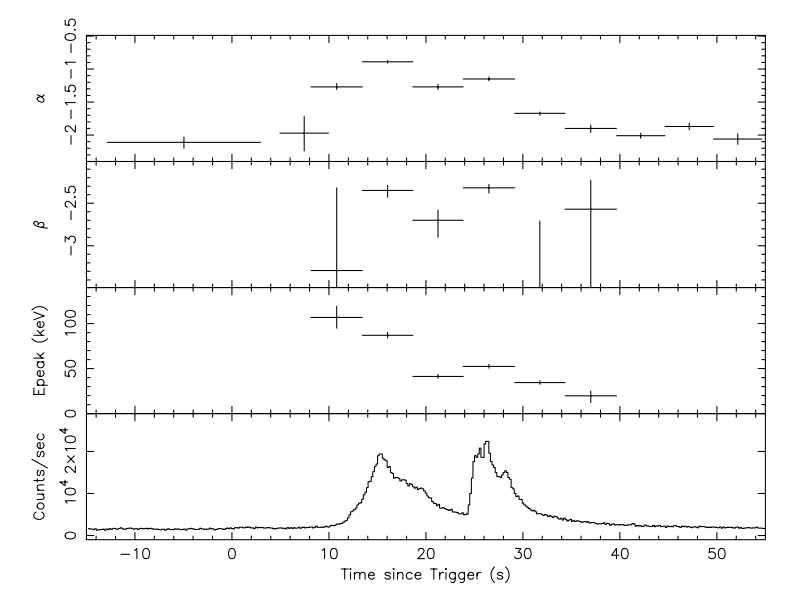 α
−2 −1.5 −1 −0.5
β
−3 −2.5
Epeak (keV)
0 50 100
Counts/sec
0 10⁴ 2×10⁴
−10 0 10 20 30 40 50
Time since Trigger (s)